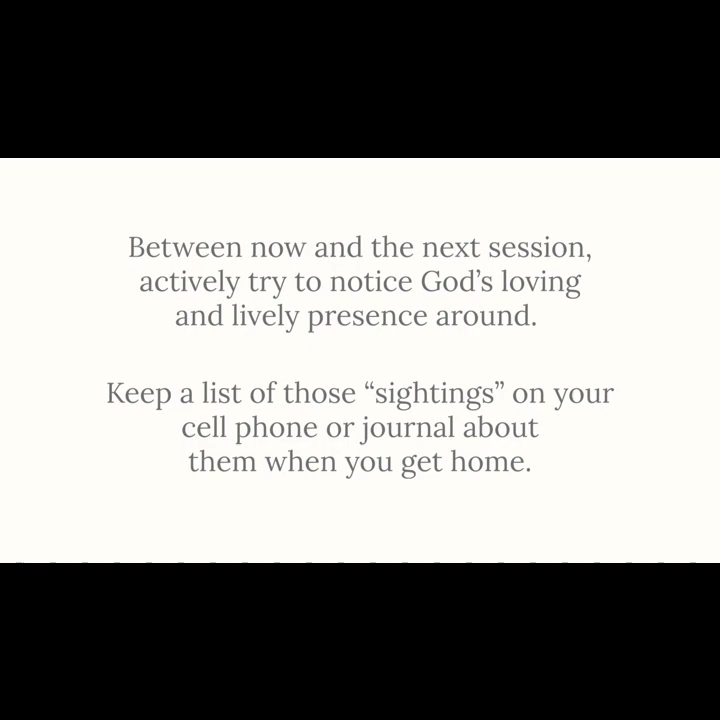 Between now and the next session,
actively try to notice God’s loving
and lively presence around.
Keep a list of those “sightings” on your
cell phone or journal about
them when you get home.